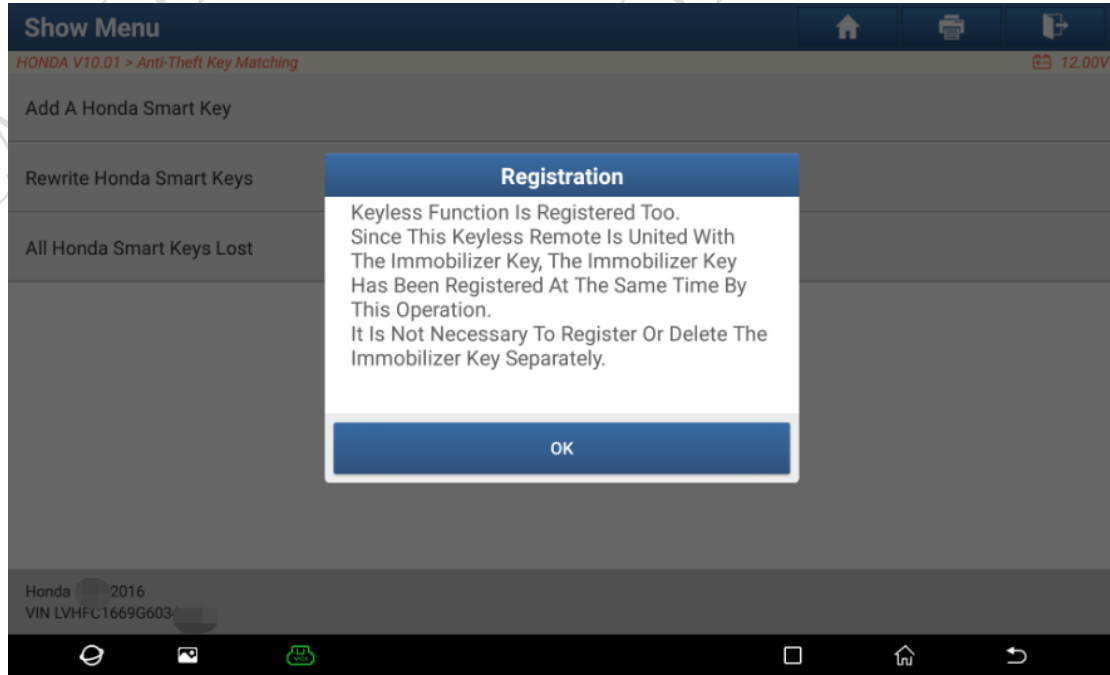 Show Menu
HONDA V10.01 > Anti-Theft Key Matching
12.00V
Add A Honda Smart Key
Rewrite Honda Smart Keys
All Honda Smart Keys Lost
Registration
Keyless Function Is Registered Too.
Since This Keyless Remote Is United With
The Immobilizer Key, The Immobilizer Key
Has Been Registered At The Same Time By
This Operation.
It Is Not Necessary To Register Or Delete The
Immobilizer Key Separately.
OK
Honda 2016
VIN LVHFC1669G603
VCI